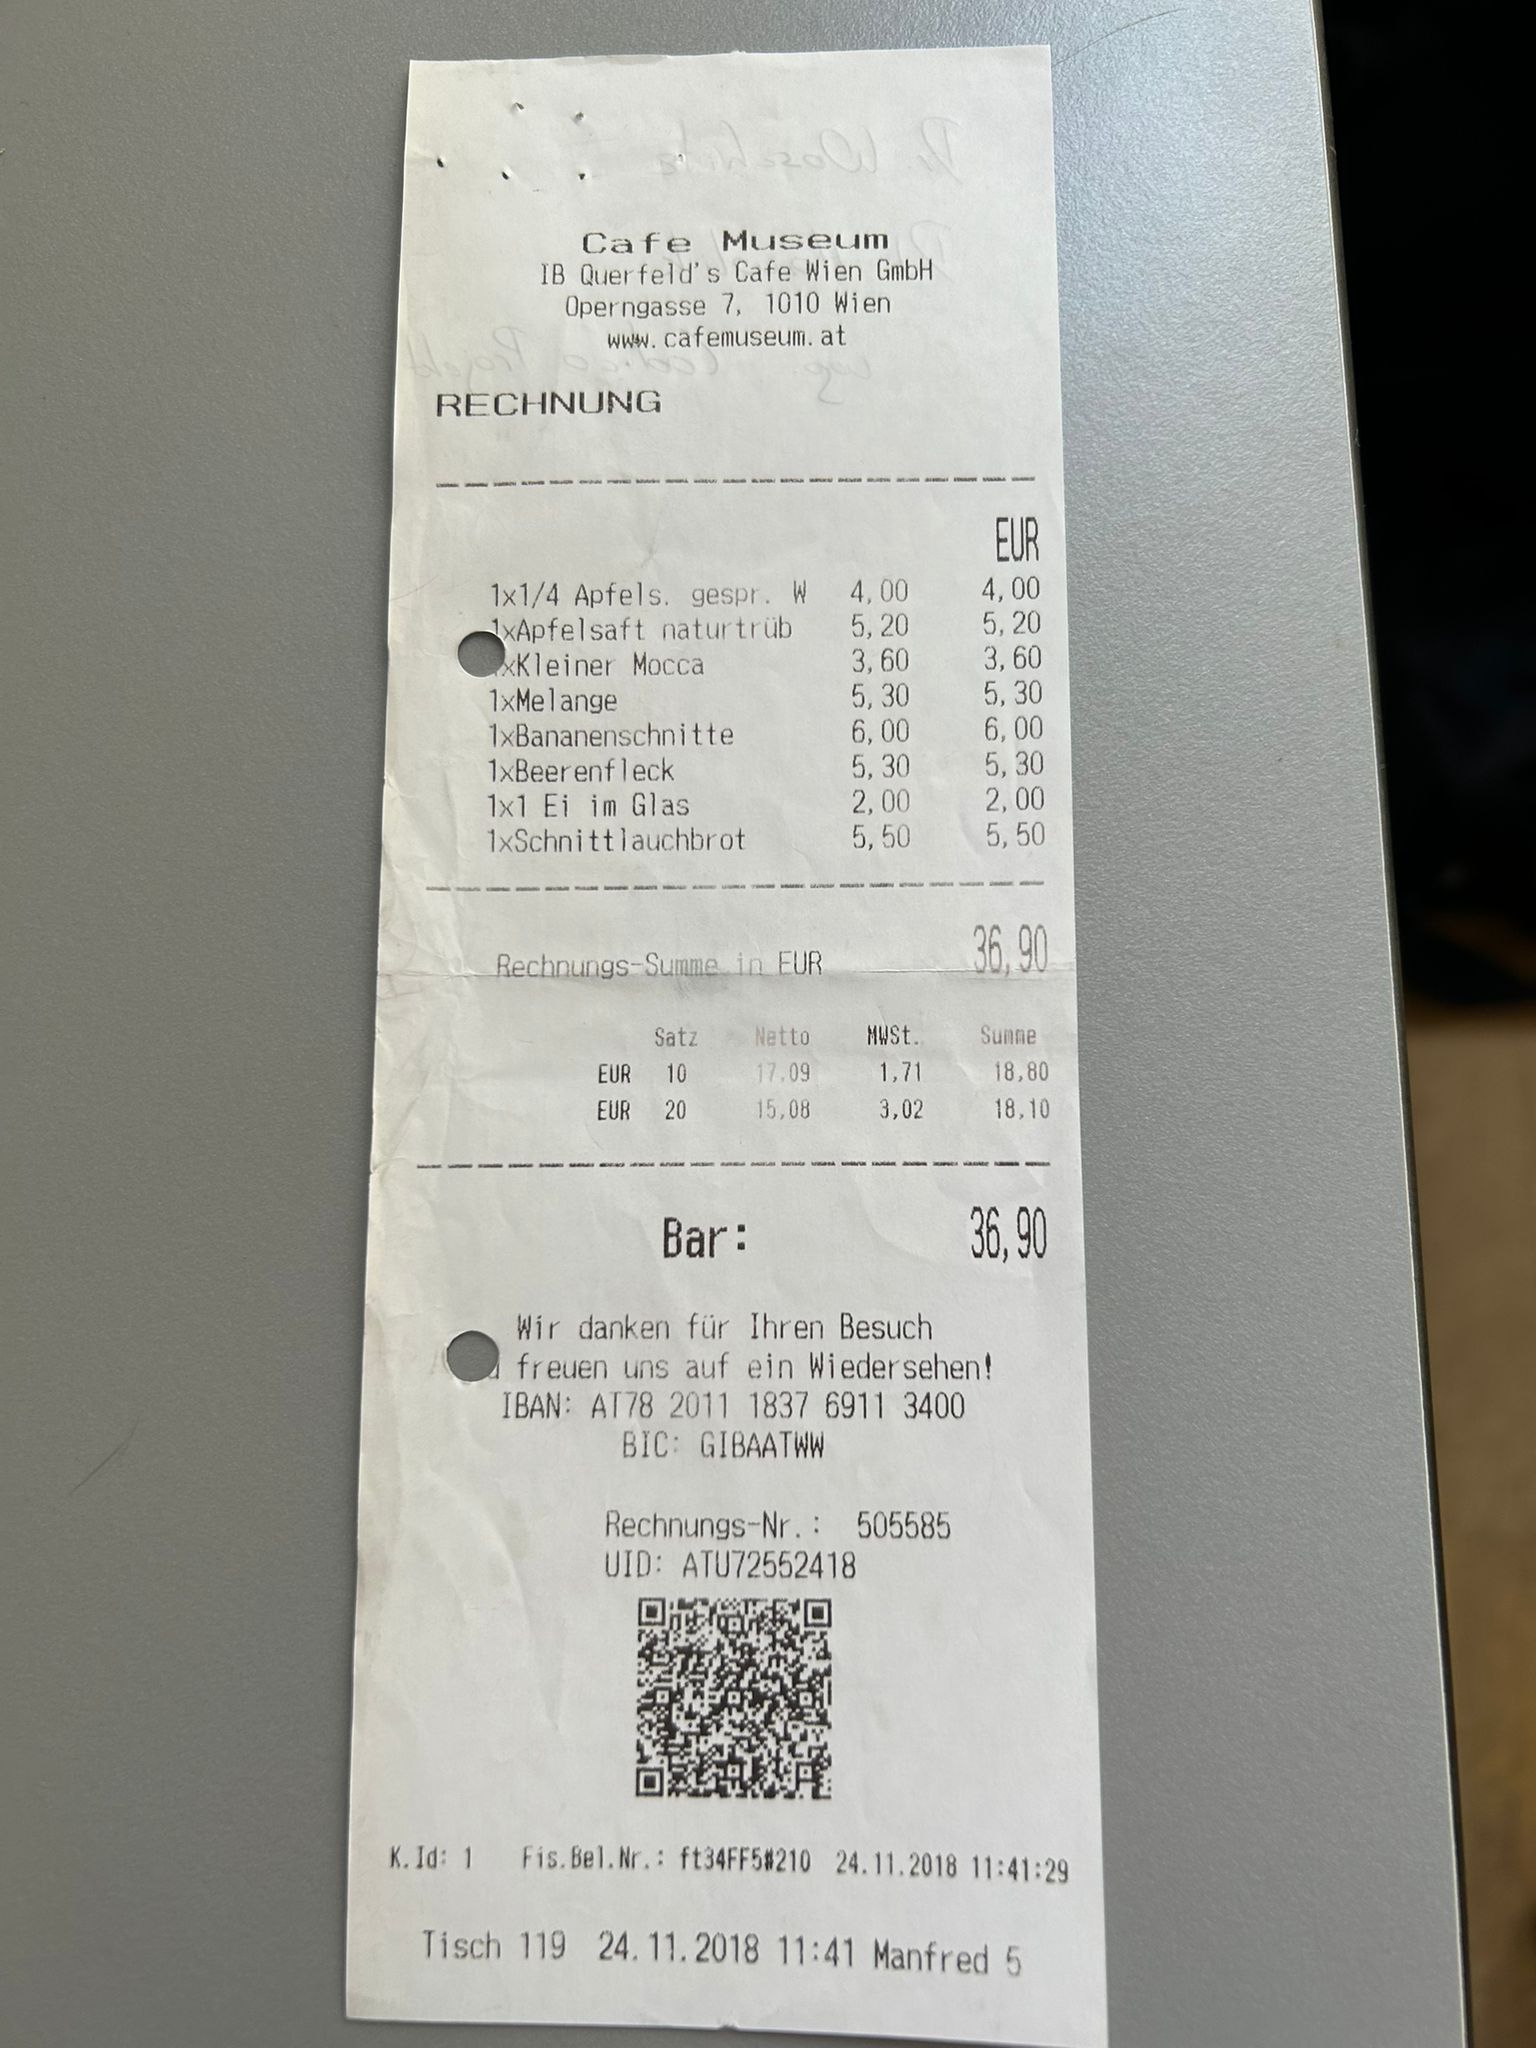 Cafe Museum
IB Querfeld's Cafe Wien GmbH
Operngasse 7, 1010 Wien
www.cafemuseum.at
RECHNUNG
EUR
1x1/4 Apfels. gespr. W 4,00 4,00
1xApfelsaft naturtrüb 5,20 5,20
xKleiner Mocca 3,60 3,60
1xMelange 5,30 5,30
1xBananenschnitte 6,00 6,00
1xBeerenfleck 5,30 5,30
1x1 Ei im Glas 2,00 2,00
1xSchnittlauchbrot 5,50 5,50
Rechnungs-Summe in EUR 36,90
Satz Netto MWSt. Summe
EUR 10 17,09 1,71 18,80
EUR 20 15,08 3,02 18,10
Bar: 36,90
Wir danken für Ihren Besuch
freuen uns auf ein Wiedersehen!
IBAN: AT78 2011 1837 6911 3400
BIC: GIBAATWW
Rechnungs-Nr.: 505585
UID: ATU72552418
K.Id: 1 Fis.Bel.Nr.: ft34FF5#210 24.11.2018 11:41:29
Tisch 119 24.11.2018 11:41 Manfred 5